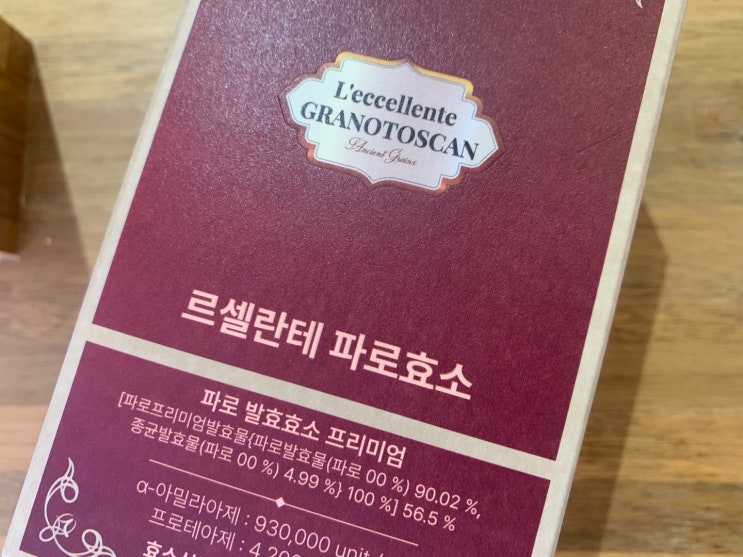 L'eccellente
GRANOTOSCAN
Ancient Grains
르셀란테 파로효소
파로 발효효소 프리미엄
[파로프리미엄발효물{파로발효물(파로 00 %) 90.02 %,
종균발효물(파로 00 %) 4.99 %} 100 %] 56.5 %
α-아밀라아제 : 930,000 unit /
프로테아제 : 4,200